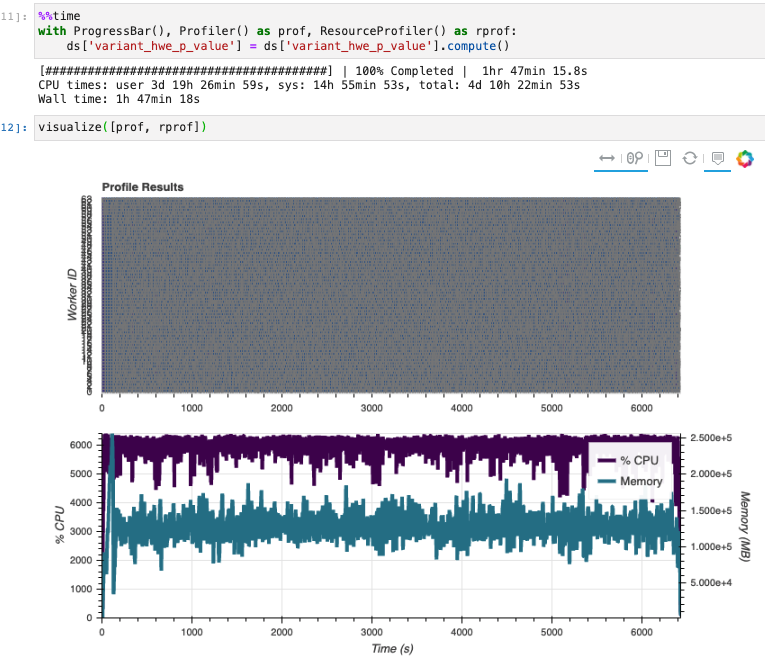 11]:
%%time
with ProgressBar(), Profiler() as prof, ResourceProfiler() as rprof:
    ds['variant_hwe_p_value'] = ds['variant_hwe_p_value'].compute()
[########################################] | 100% Completed |  1hr 47min 15.8s
CPU times: user 3d 19h 26min 59s, sys: 14h 55min 53s, total: 4d 10h 22min 53s
Wall time: 1h 47min 18s
12]:
visualize([prof, rprof])
Profile Results
Worker ID
0 1000 2000 3000 4000 5000 6000
6000
5000
4000
3000
2000
1000
0
% CPU
% CPU
Memory
2.500e+5
2.000e+5
1.500e+5
1.000e+5
5.000e+4
Memory (MB)
0 1000 2000 3000 4000 5000 6000
Time (s)